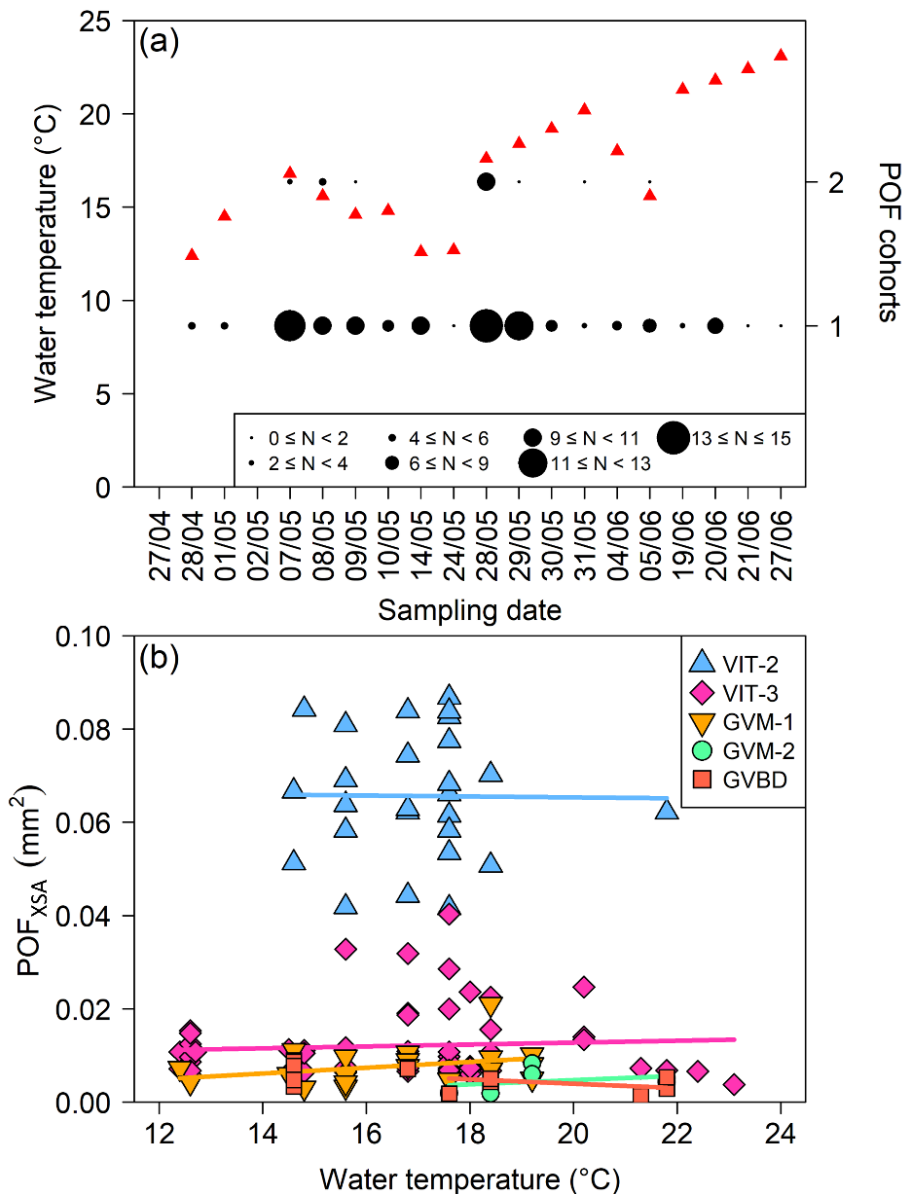 (a)
25
20
15
10
5
0
Water temperature (°C)
2
1
POF cohorts
0 ≤ N < 2
4 ≤ N < 6
9 ≤ N < 11
13 ≤ N ≤ 15
2 ≤ N < 4
6 ≤ N < 9
11 ≤ N < 13
27/04
28/04
01/05
02/05
07/05
08/05
09/05
10/05
14/05
24/05
28/05
29/05
30/05
31/05
04/06
05/06
19/06
20/06
21/06
27/06
Sampling date
(b)
0.10
0.08
0.06
0.04
0.02
0.00
POF_XSA (mm²)
VIT-2
VIT-3
GVM-1
GVM-2
GVBD
12 14 16 18 20 22 24
Water temperature (°C)